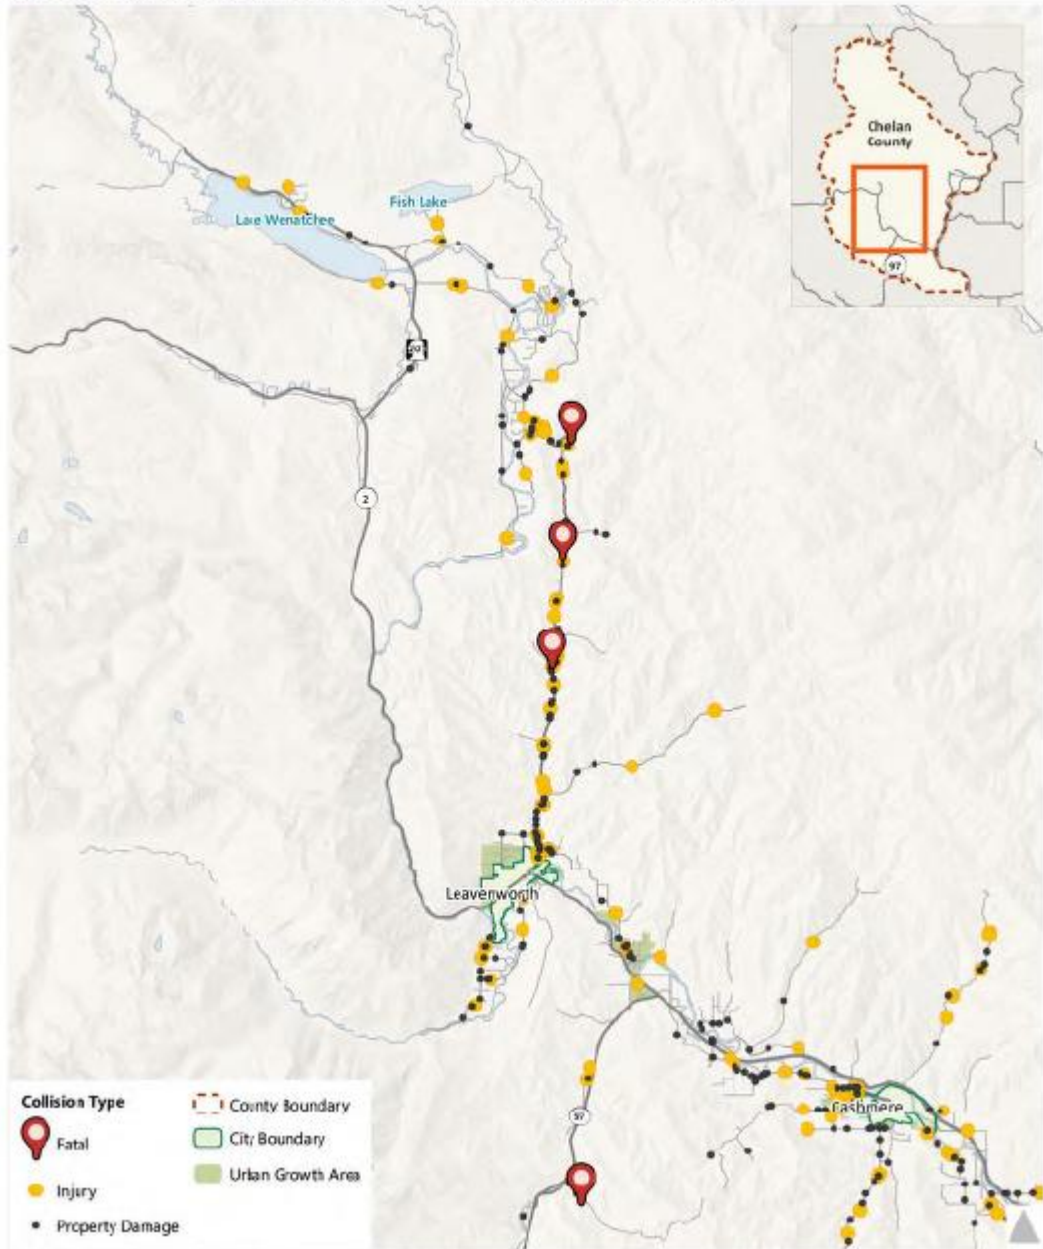 Chelan
County
97
Fish Lake
Lake Wenatchee
2
Leavenworth
Cashmere
97
Collision Type
Fatal
Injury
Property Damage
County Boundary
City Boundary
Urban Growth Area